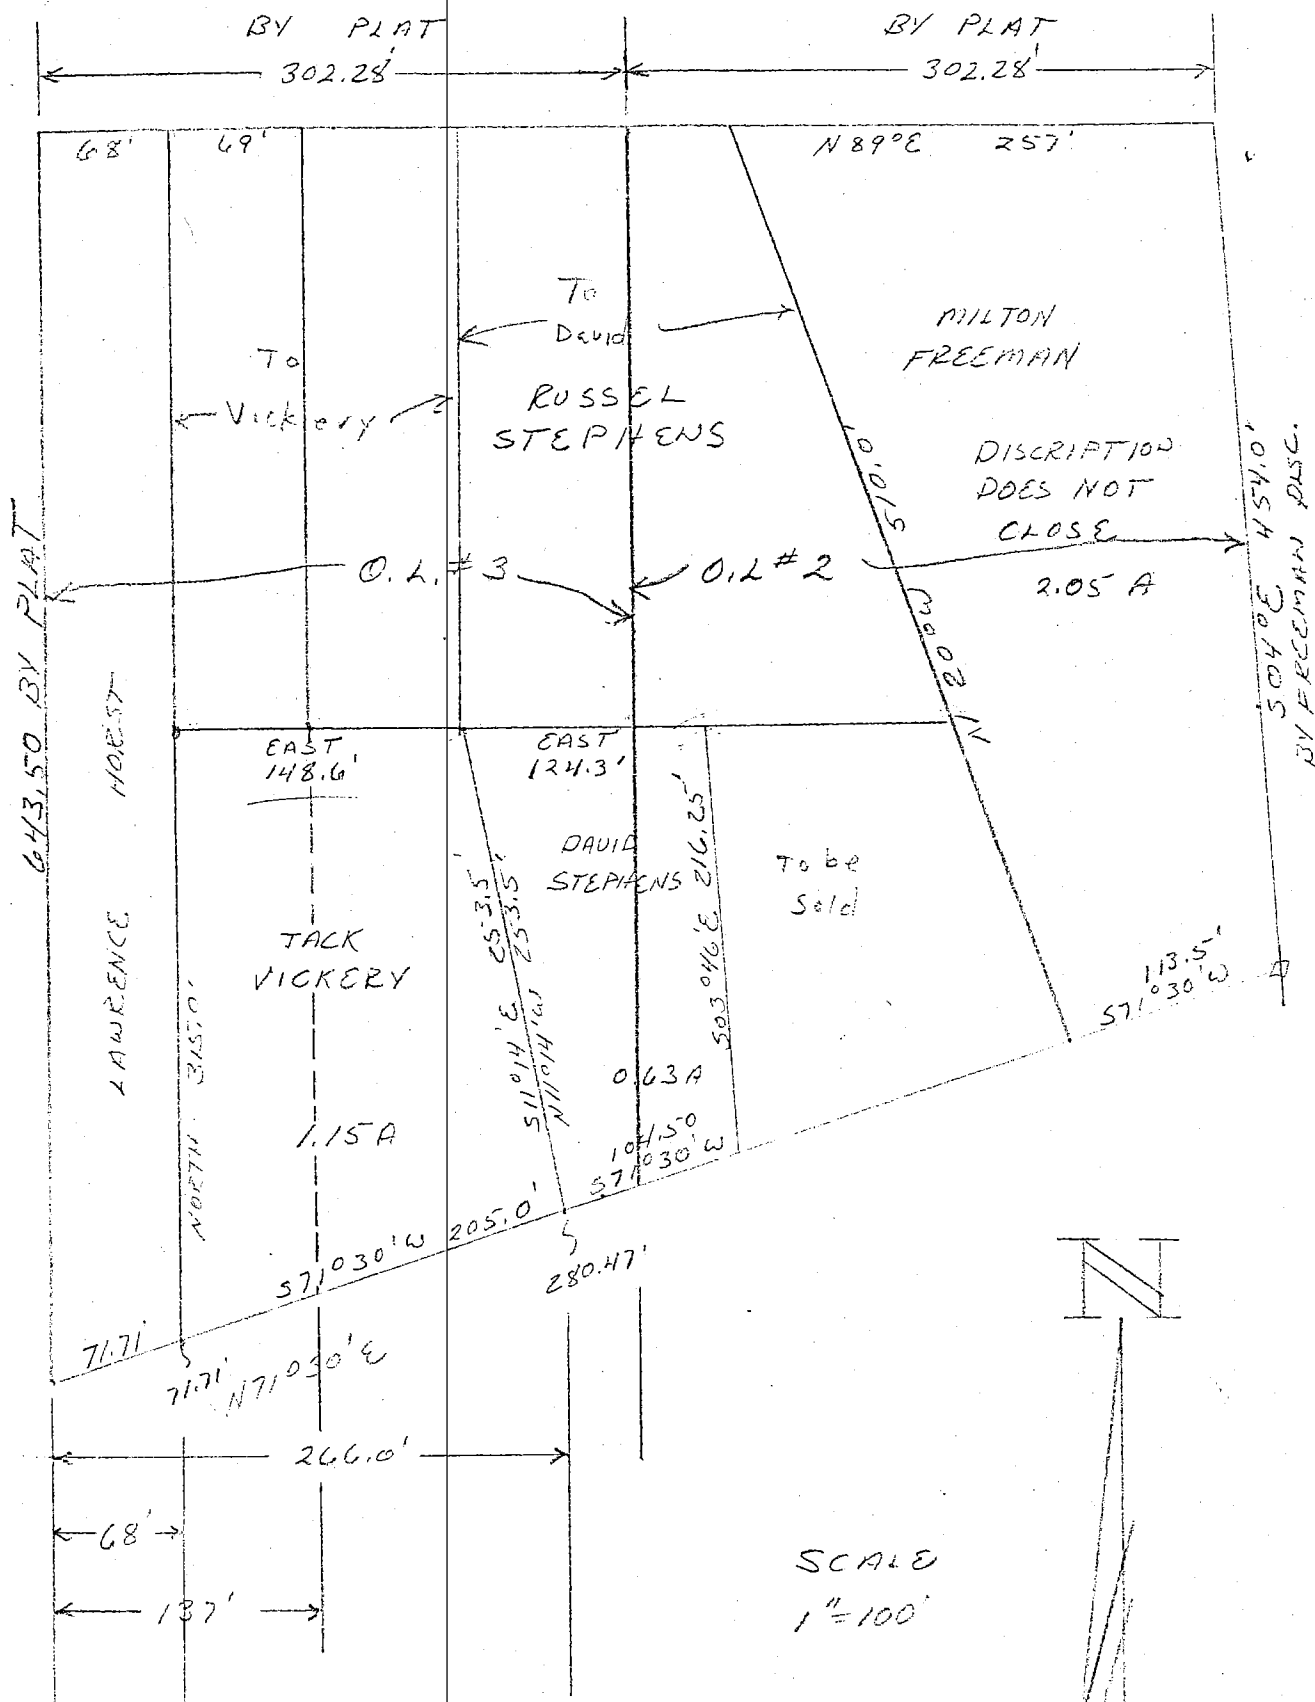 BY PLAT
302.28'
BY PLAT
302.28'
68'
69'
N 89°E 257'
To
David
To
Vickery
RUSSEL
STEPHENS
MILTON
FREEMAN
DISCRIPTION
DOES NOT
CLOSE
2.05 A
510.0'
N 20°W
S04°E 454.0'
BY FREEMAN DESC.
643.50 BY PLAT
O.L. #3
O.L #2
LAWRENCE HORST
EAST
148.6'
EAST
124.3'
DAVID
STEPHENS
To be
Sold
TACK
VICKERY
1.15A
NORTH 315.0'
S11°14'E 253.5'
N11°14'W 253.5'
S03°46'E 216.25'
0.63A
104.50
S71°30'W
113.5'
S71°30'W
S71°30'W 205.0'
280.47'
71.71'
71.71'
N71°30'E
266.0'
68'
137'
N
SCALE
1"=100'